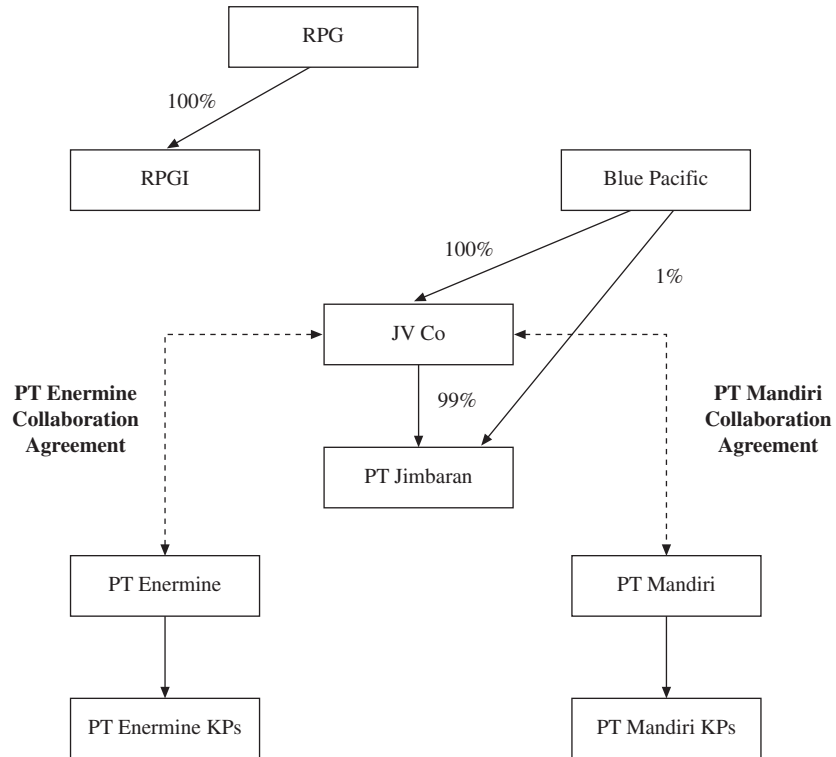 RPG
100%
RPGI
Blue Pacific
100%
1%
JV Co
PT Enermine
Collaboration
Agreement
99%
PT Mandiri
Collaboration
Agreement
PT Jimbaran
PT Enermine
PT Mandiri
PT Enermine KPs
PT Mandiri KPs